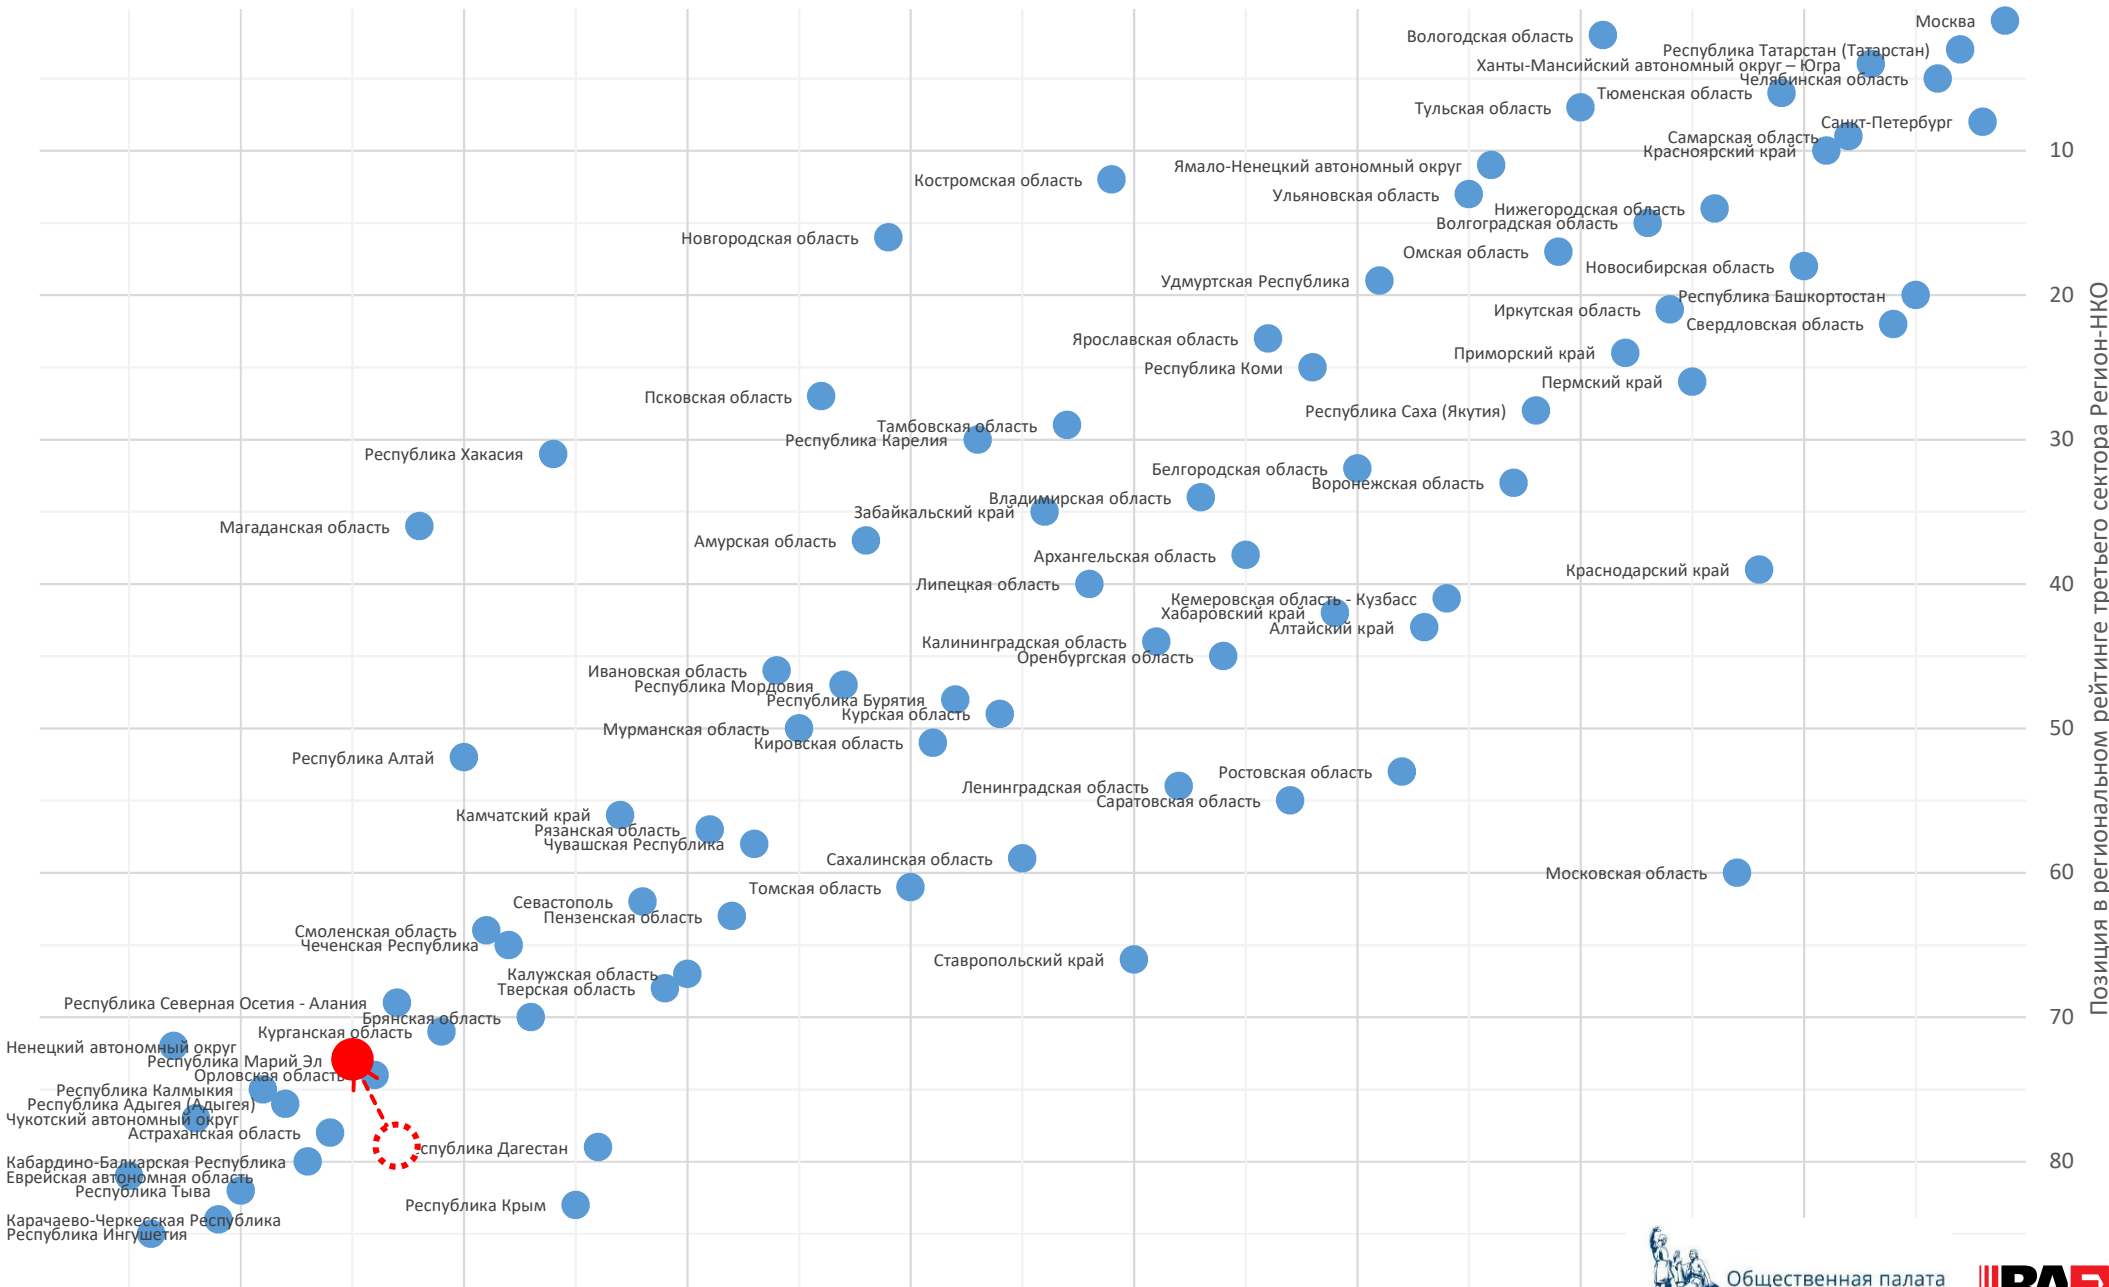 Москва
Вологодская область
Республика Татарстан (Татарстан)
Ханты-Мансийский автономный округ – Югра
Челябинская область
Тюменская область
Тульская область
Санкт-Петербург
Самарская область
Красноярский край
10
Ямало-Ненецкий автономный округ
Костромская область
Ульяновская область
Нижегородская область
Волгоградская область
Новгородская область
Омская область
Новосибирская область
Удмуртская Республика
Республика Башкортостан
20
Иркутская область
Свердловская область
Ярославская область
Приморский край
Республика Коми
Пермский край
Псковская область
Республика Саха (Якутия)
Тамбовская область
Республика Карелия
30
Республика Хакасия
Белгородская область
Воронежская область
Владимирская область
Забайкальский край
Магаданская область
Амурская область
Архангельская область
Краснодарский край
Липецкая область
40
Кемеровская область - Кузбасс
Хабаровский край
Алтайский край
Калининградская область
Оренбургская область
Ивановская область
Республика Мордовия
Республика Бурятия
Курская область
Мурманская область
50
Кировская область
Республика Алтай
Ростовская область
Ленинградская область
Саратовская область
Камчатский край
Рязанская область
Чувашская Республика
Сахалинская область
Московская область
60
Томская область
Севастополь
Пензенская область
Смоленская область
Чеченская Республика
Ставропольский край
Калужская область
Тверская область
Республика Северная Осетия - Алания
Брянская область
70
Курганская область
Ненецкий автономный округ
Республика Марий Эл
Орловская область
Республика Калмыкия
Республика Адыгея (Адыгея)
Чукотский автономный округ
Астраханская область
спублика Дагестан
Кабардино-Балкарская Республика
80
Еврейская автономная область
Республика Тыва
Республика Крым
Карачаево-Черкесская Республика
Республика Ингушетия
Позиция в региональном рейтинге третьего сектора Регион-НКО
Общественная палата